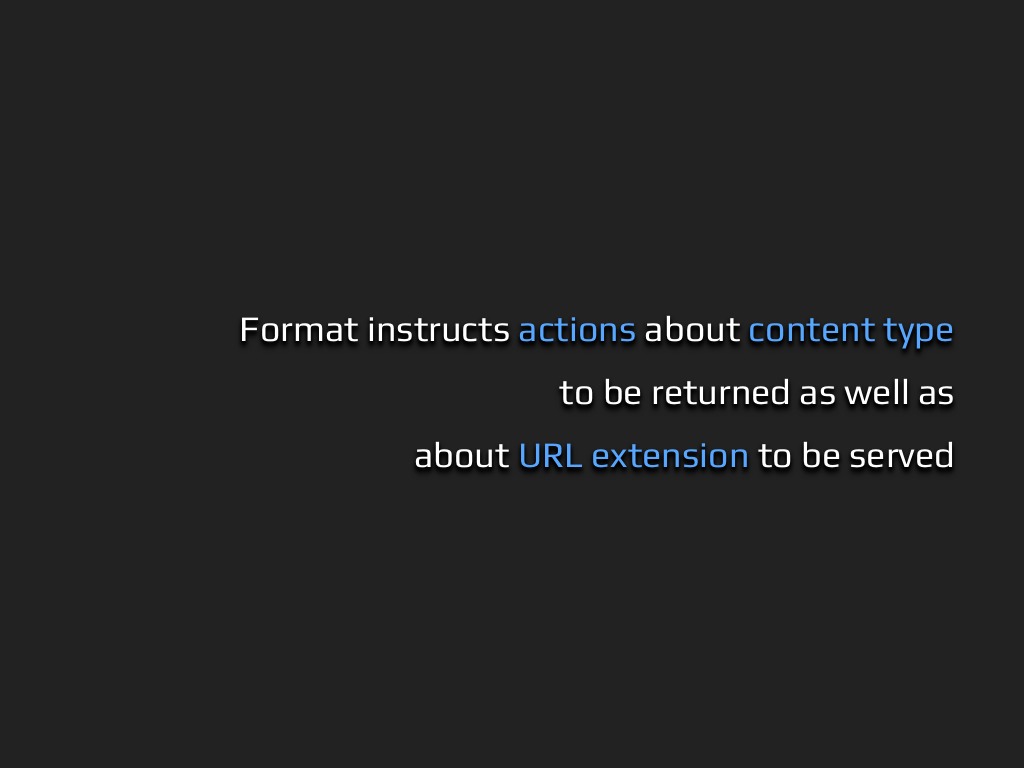 Format instructs actions about content type
to be returned as well as
about URL extension to be served